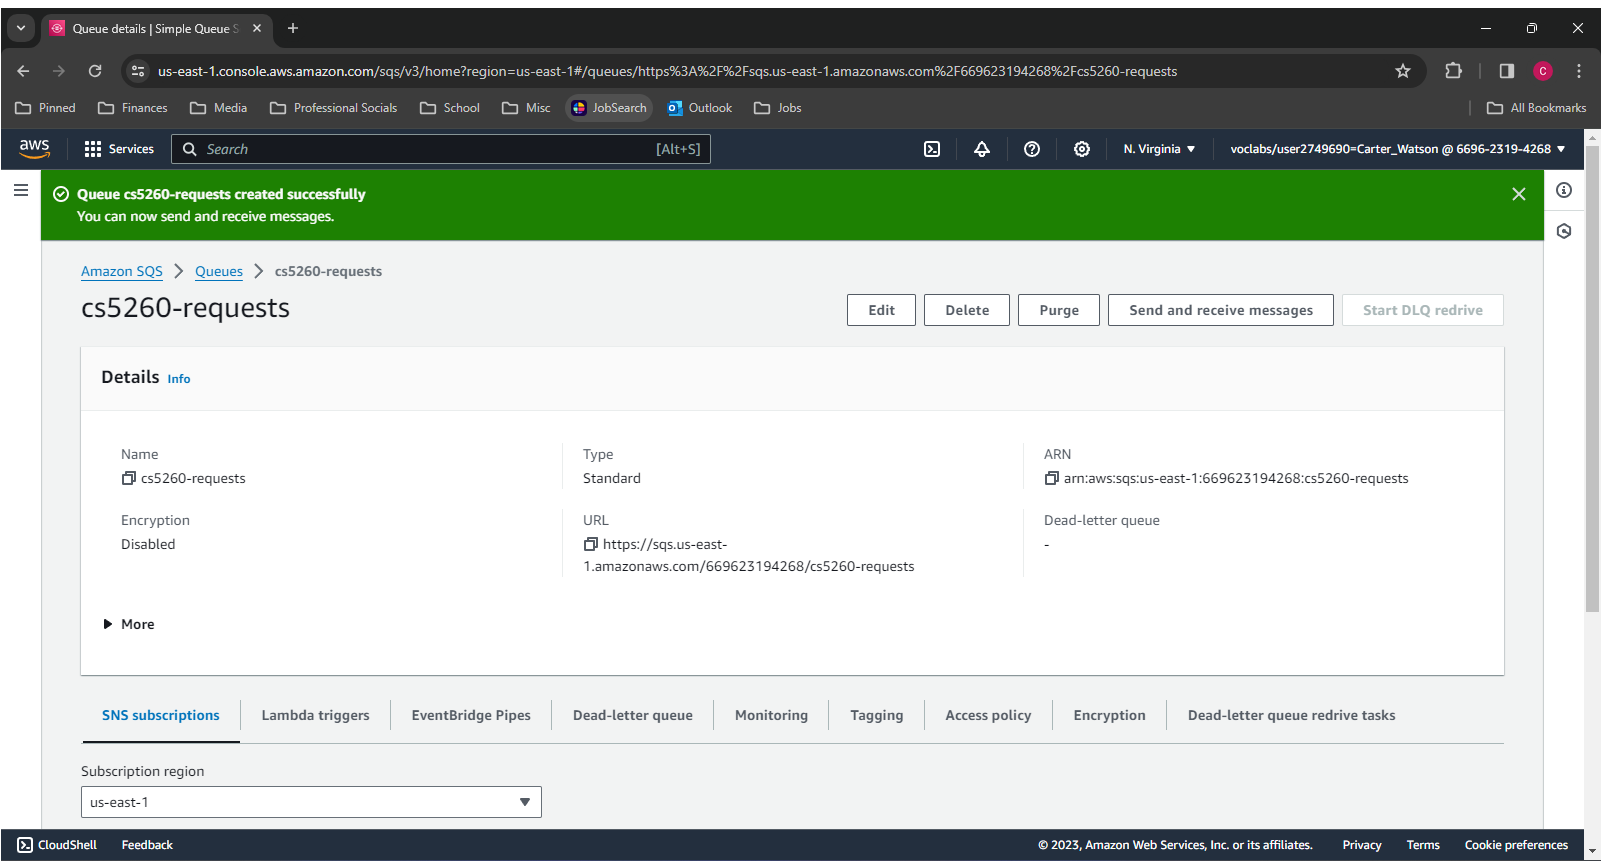 Queue details | Simple Queue S
us-east-1.console.aws.amazon.com/sqs/v3/home?region=us-east-1#/queues/https%3A%2F%2Fsqs.us-east-1.amazonaws.com%2F669623194268%2Fcs5260-requests
C
Pinned Finances Media Professional Socials School Misc JobSearch Outlook Jobs All Bookmarks
aws Services Search [Alt+S] N. Virginia voclabs/user2749690=Carter_Watson @ 6696-2319-4268
Queue cs5260-requests created successfully
You can now send and receive messages.
Amazon SQS > Queues > cs5260-requests
cs5260-requests
Edit Delete Purge Send and receive messages Start DLQ redrive
Details Info
Name Type ARN
cs5260-requests Standard arn:aws:sqs:us-east-1:669623194268:cs5260-requests
Encryption URL Dead-letter queue
Disabled https://sqs.us-east- -
1.amazonaws.com/669623194268/cs5260-requests
More
SNS subscriptions Lambda triggers EventBridge Pipes Dead-letter queue Monitoring Tagging Access policy Encryption Dead-letter queue redrive tasks
Subscription region
us-east-1
CloudShell Feedback © 2023, Amazon Web Services, Inc. or its affiliates. Privacy Terms Cookie preferences